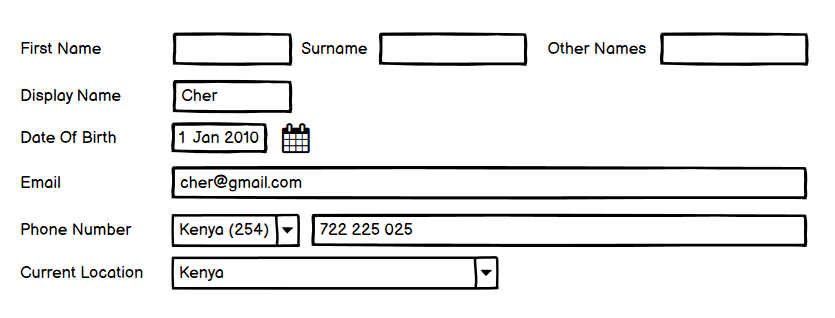 First Name Surname Other Names
Display Name Cher
Date Of Birth 1 Jan 2010
Email cher@gmail.com
Phone Number Kenya (254) 722 225 025
Current Location Kenya